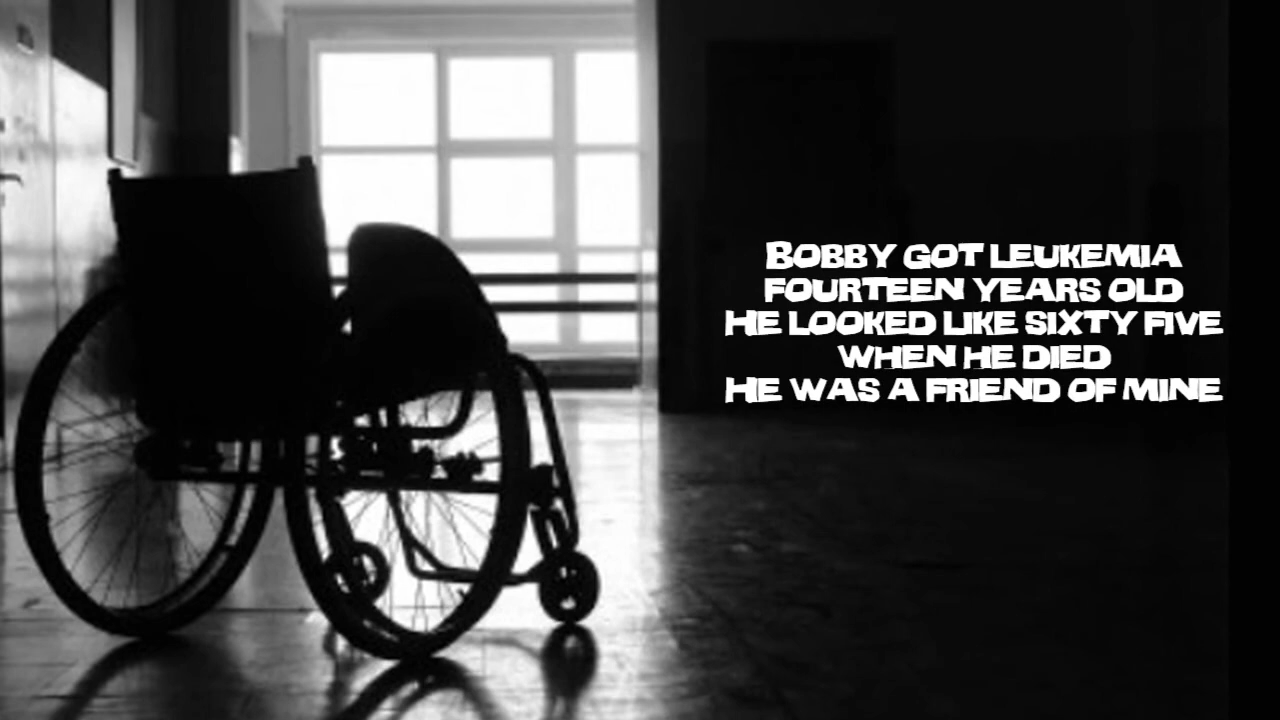 BOBBY GOT LEUKEMIA
FOURTEEN YEARS OLD
HE LOOKED LIKE SIXTY FIVE
WHEN HE DIED
HE WAS A FRIEND OF MINE